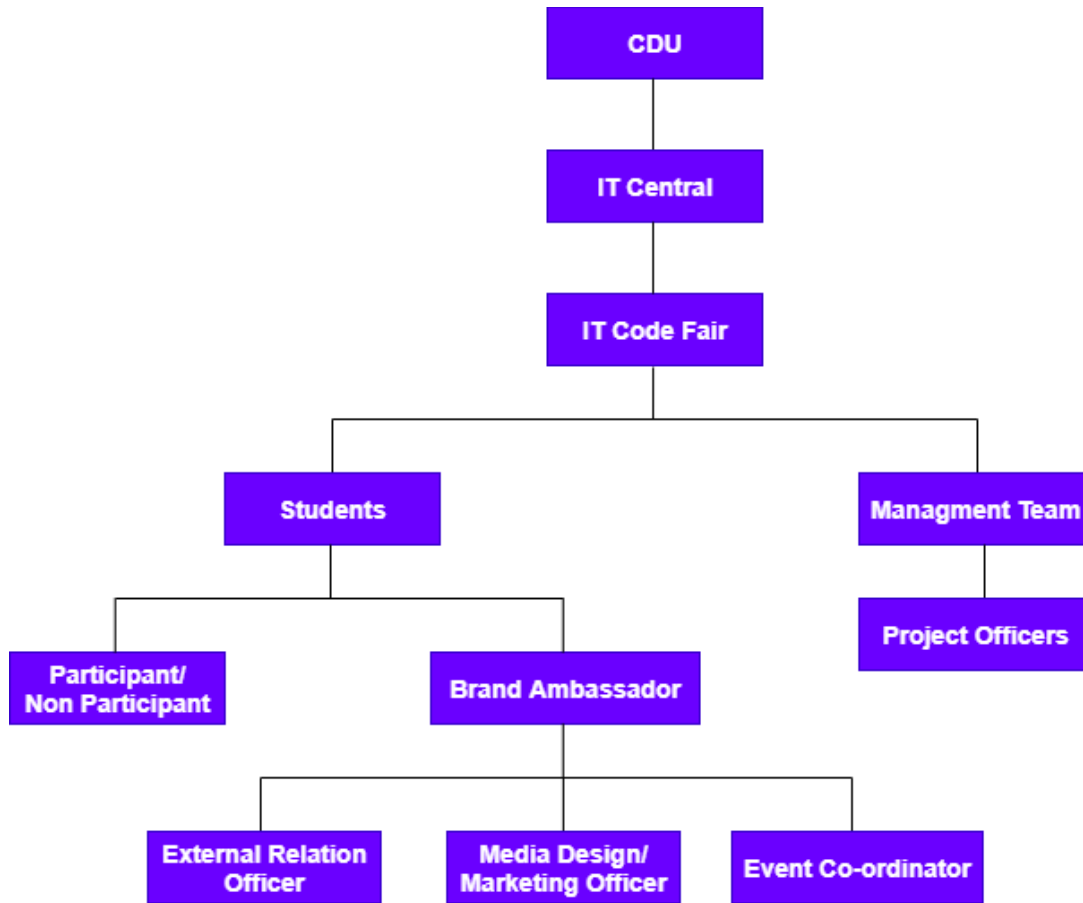 CDU
IT Central
IT Code Fair
Students
Managment Team
Project Officers
Participant/
Non Participant
Brand Ambassador
External Relation
Officer
Media Design/
Marketing Officer
Event Co-ordinator